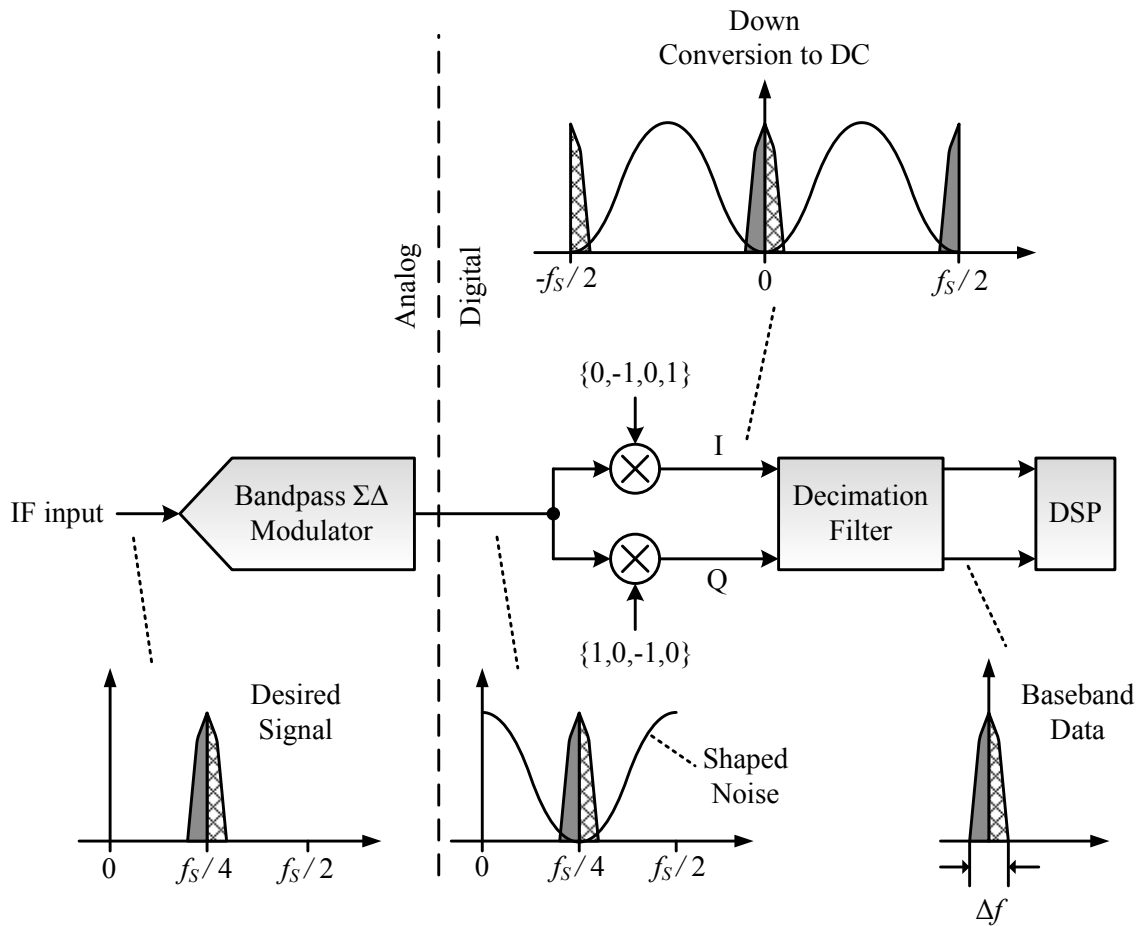 Down
Conversion to DC
-fS / 2
0
fS / 2
Analog
Digital
{0,-1,0,1}
I
IF input
Bandpass ΣΔ
Modulator
Decimation
Filter
DSP
Q
{1,0,-1,0}
Desired
Signal
0
fS / 4
fS / 2
Shaped
Noise
0
fS / 4
fS / 2
Baseband
Data
Δf